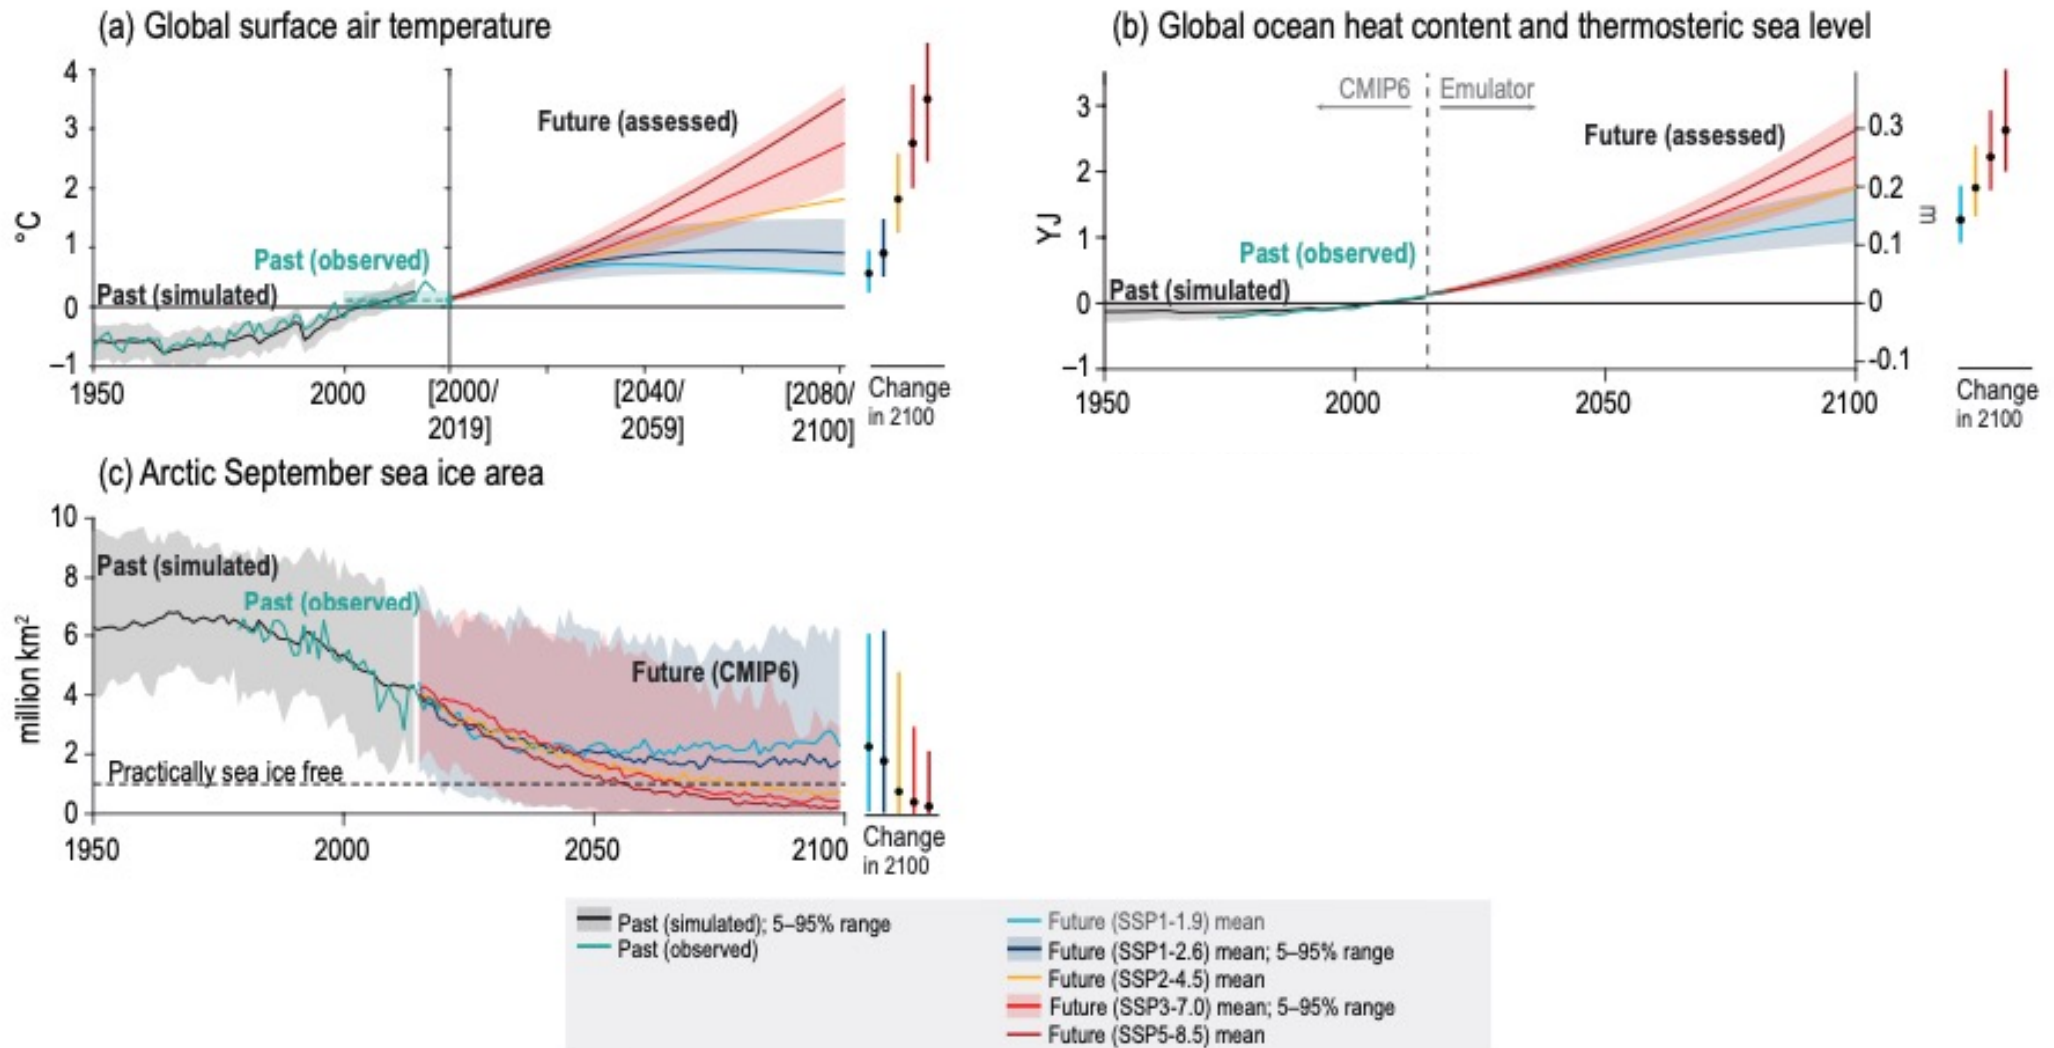 (a) Global surface air temperature
4
3
2
1
0
−1
°C
Future (assessed)
Past (observed)
Past (simulated)
1950
2000
[2000/
2019]
[2040/
2059]
[2080/
2100]
Change
in 2100
(b) Global ocean heat content and thermosteric sea level
3
2
1
0
−1
YJ
CMIP6
Emulator
Future (assessed)
Past (observed)
Past (simulated)
0.3
0.2
0.1
0
-0.1
m
1950
2000
2050
2100
Change
in 2100
(c) Arctic September sea ice area
10
8
6
4
2
0
million km²
Past (simulated)
Past (observed)
Future (CMIP6)
Practically sea ice free
1950
2000
2050
2100
Change
in 2100
Past (simulated); 5–95% range
Past (observed)
Future (SSP1-1.9) mean
Future (SSP1-2.6) mean; 5–95% range
Future (SSP2-4.5) mean
Future (SSP3-7.0) mean; 5–95% range
Future (SSP5-8.5) mean